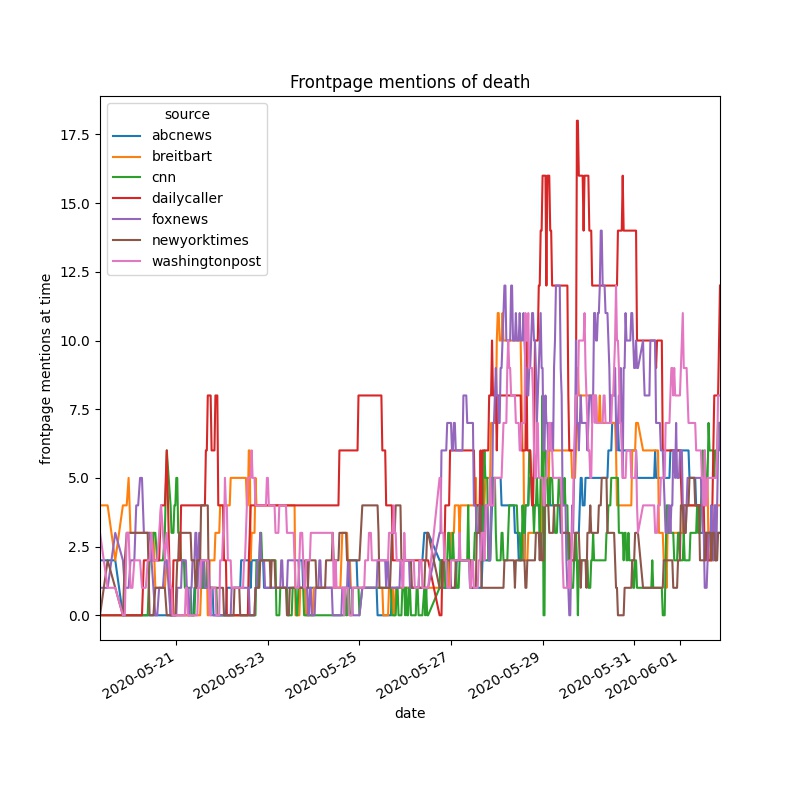 Frontpage mentions of death
source
abcnews
breitbart
cnn
dailycaller
foxnews
newyorktimes
washingtonpost
frontpage mentions at time
17.5
15.0
12.5
10.0
7.5
5.0
2.5
0.0
2020-05-21
2020-05-23
2020-05-25
2020-05-27
2020-05-29
2020-05-31
2020-06-01
date